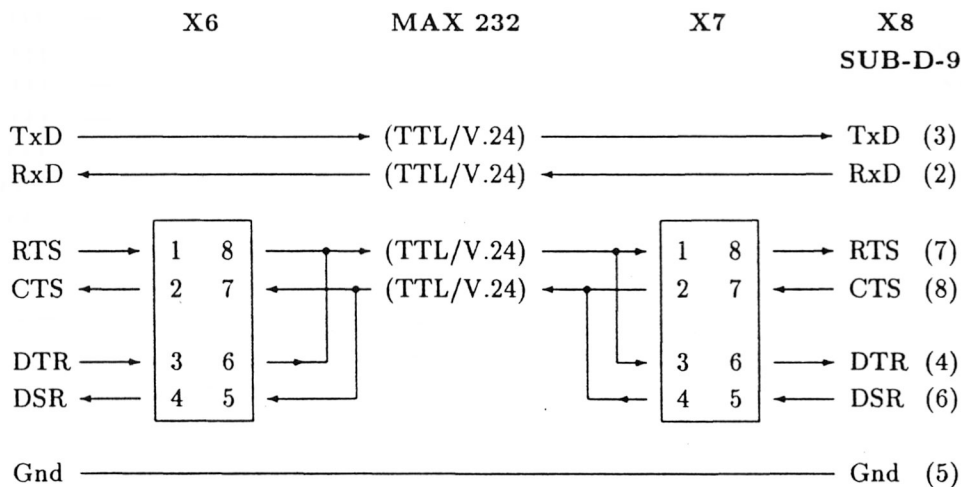 X6 MAX 232 X7 X8
SUB-D-9
TxD (TTL/V.24) TxD (3)
RxD (TTL/V.24) RxD (2)
RTS 1 8 (TTL/V.24) 1 8 RTS (7)
CTS 2 7 (TTL/V.24) 2 7 CTS (8)
DTR 3 6 3 6 DTR (4)
DSR 4 5 4 5 DSR (6)
Gnd Gnd (5)